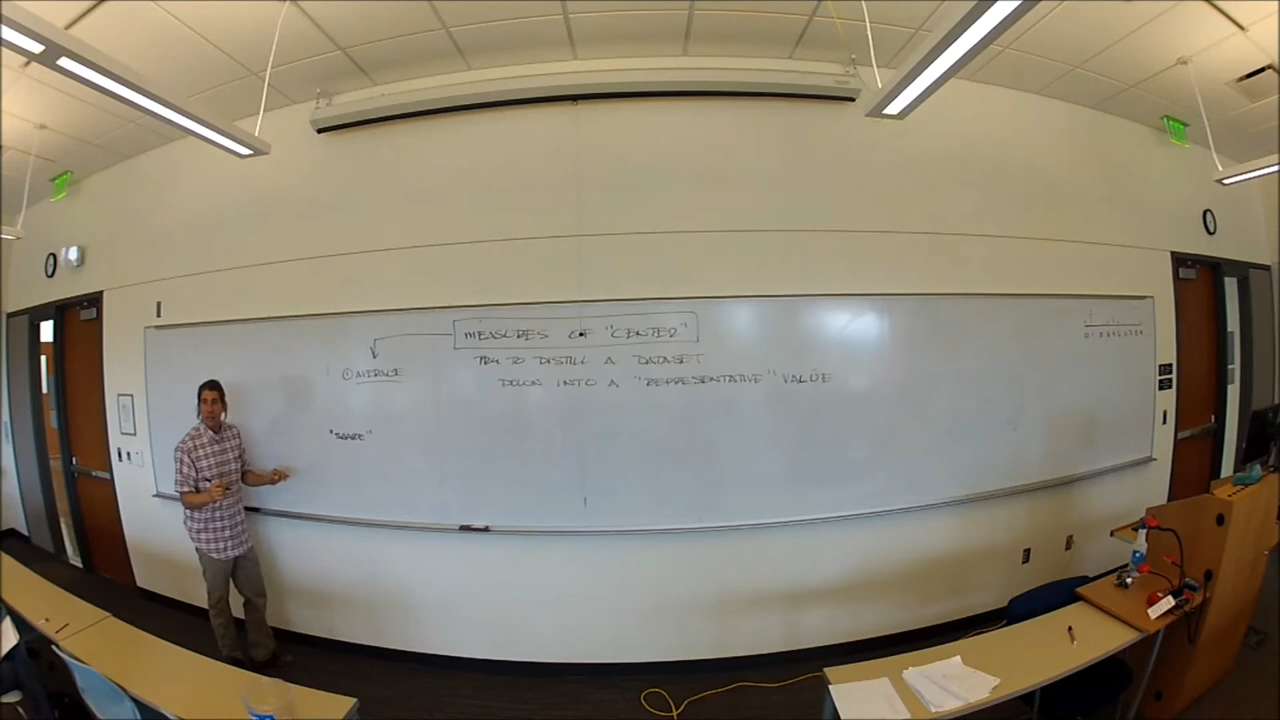 MEASURES OF "CENTER"
TRY TO DISTILL A DATASET
DOWN INTO A "REPRESENTATIVE" VALUE
① AVERAGE